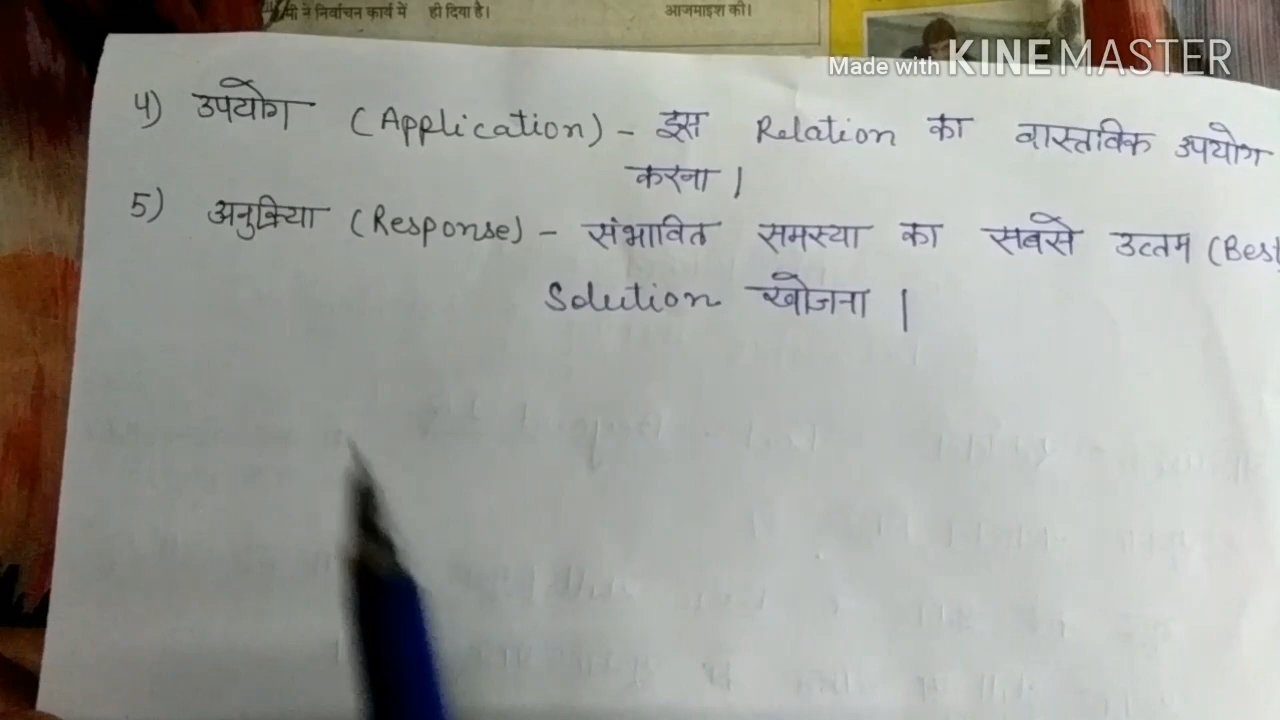 मी ने निर्वाचन कार्य में ही दिया है। आजमाइश की।
Made with KINEMASTER
4) उपयोग (Application) - इस Relation का वास्तविक उपयोग
करना |
5) अनुक्रिया (Response) - संभावित समस्या का सबसे उत्तम (Best
Solution खोजना |